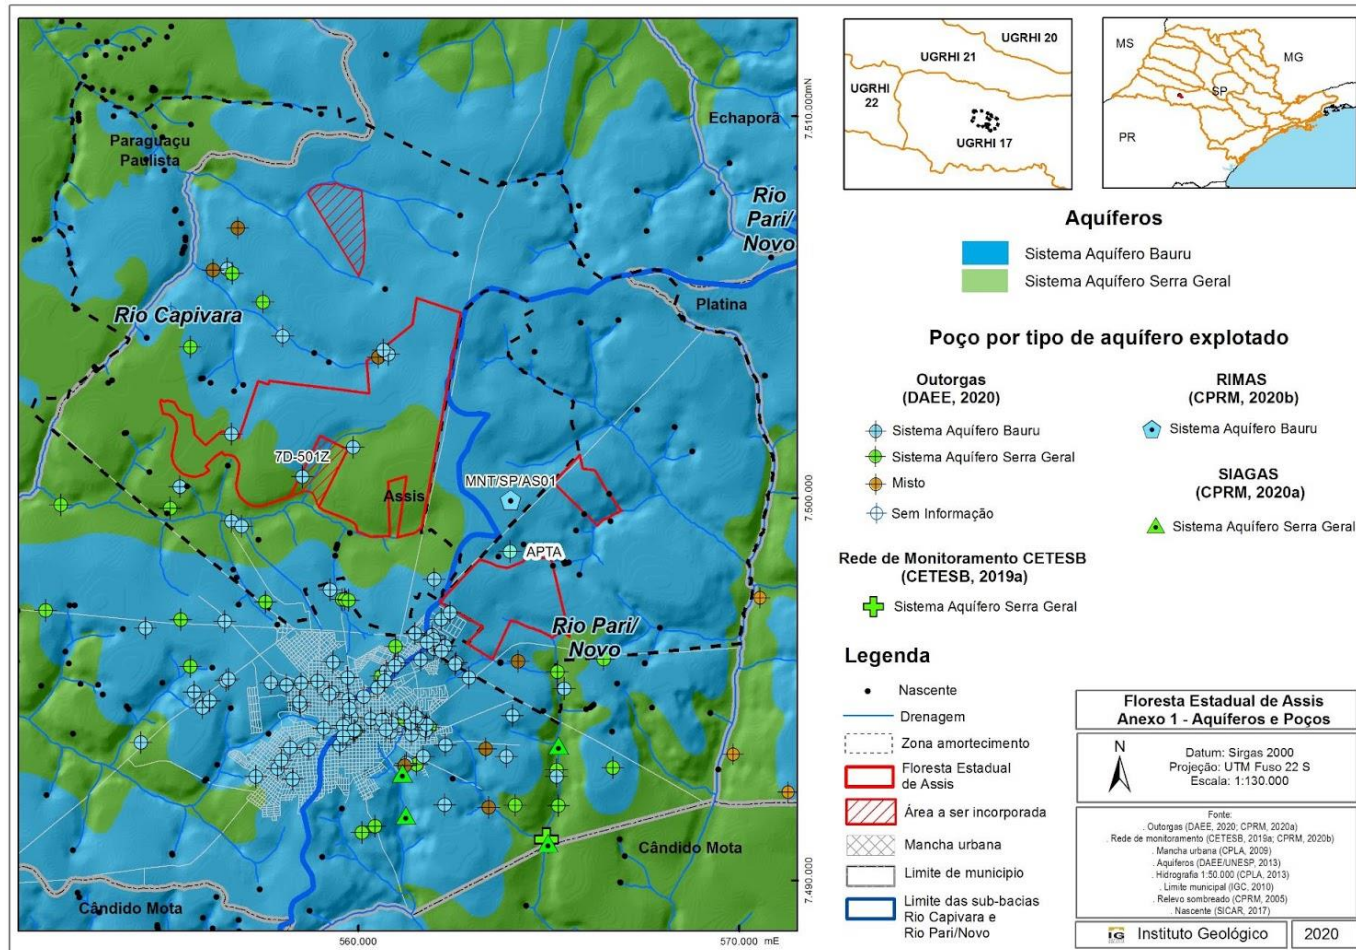 Paraguaçu
Paulista
Echaporã
Rio
Pari/
Novo
Platina
Rio Capivara
7D-501Z
Assis
MNT/SP/AS01
APTA
Rio Pari/
Novo
Cândido Mota
Cândido Mota
7.510.000mN
7.500.000
7.490.000
560.000
570.000 mE
UGRHI 20
UGRHI 21
UGRHI
22
UGRHI 17
MS
MG
SP
PR
Aquíferos
Sistema Aquífero Bauru
Sistema Aquífero Serra Geral
Poço por tipo de aquífero explotado
Outorgas
(DAEE, 2020)
Sistema Aquífero Bauru
Sistema Aquífero Serra Geral
Misto
Sem Informação
RIMAS
(CPRM, 2020b)
Sistema Aquífero Bauru
SIAGAS
(CPRM, 2020a)
Sistema Aquífero Serra Geral
Rede de Monitoramento CETESB
(CETESB, 2019a)
Sistema Aquífero Serra Geral
Legenda
Nascente
Drenagem
Zona amortecimento
Floresta Estadual
de Assis
Área a ser incorporada
Mancha urbana
Limite de municipio
Limite das sub-bacias
Rio Capivara e
Rio Pari/Novo
Floresta Estadual de Assis
Anexo 1 - Aquíferos e Poços
N
Datum: Sirgas 2000
Projeção: UTM Fuso 22 S
Escala: 1:130.000
Fonte:
. Outorgas (DAEE, 2020; CPRM, 2020a)
. Rede de monitoramento (CETESB, 2019a; CPRM, 2020b)
. Mancha urbana (CPLA, 2009)
. Aquíferos (DAEE/UNESP, 2013)
. Hidrografia 1:50.000 (CPLA, 2013)
. Limite municipal (IGC, 2010)
. Relevo sombreado (CPRM, 2005)
. Nascente (SICAR, 2017)
IG
Instituto Geológico
2020